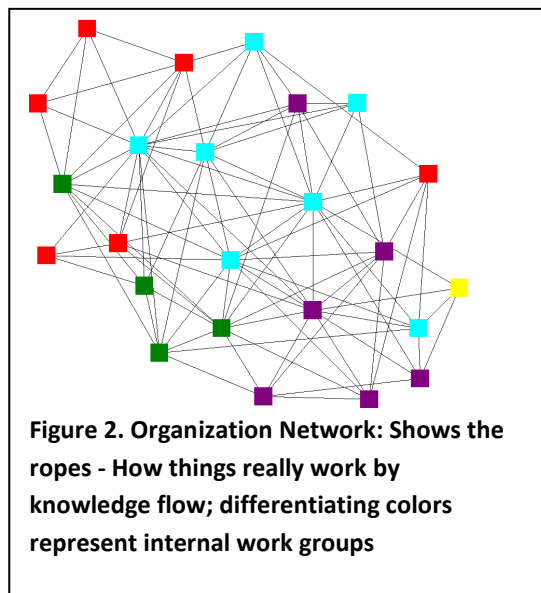 Figure 2. Organization Network: Shows the
ropes - How things really work by
knowledge flow; differentiating colors
represent internal work groups